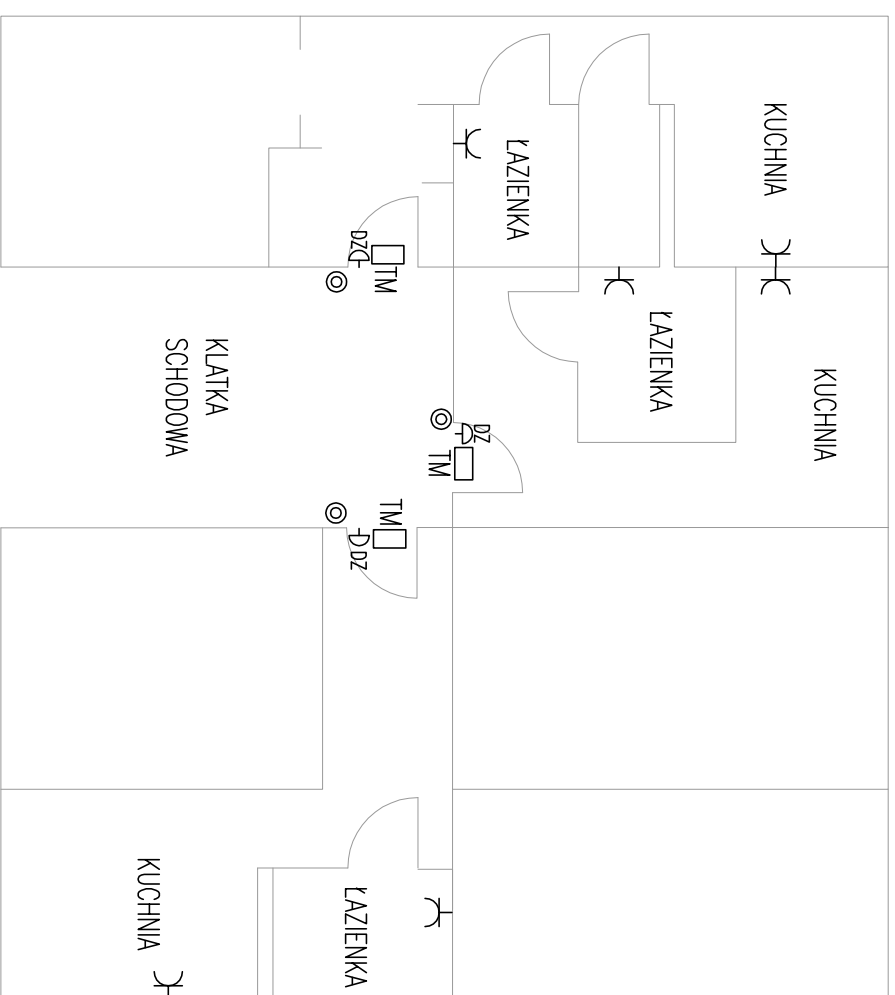 KUCHNIA
ŁAZIENKA
DZ
TM
ŁAZIENKA
KUCHNIA
KLATKA
SCHODOWA
DZ
TM
TM
DZ
KUCHNIA
ŁAZIENKA